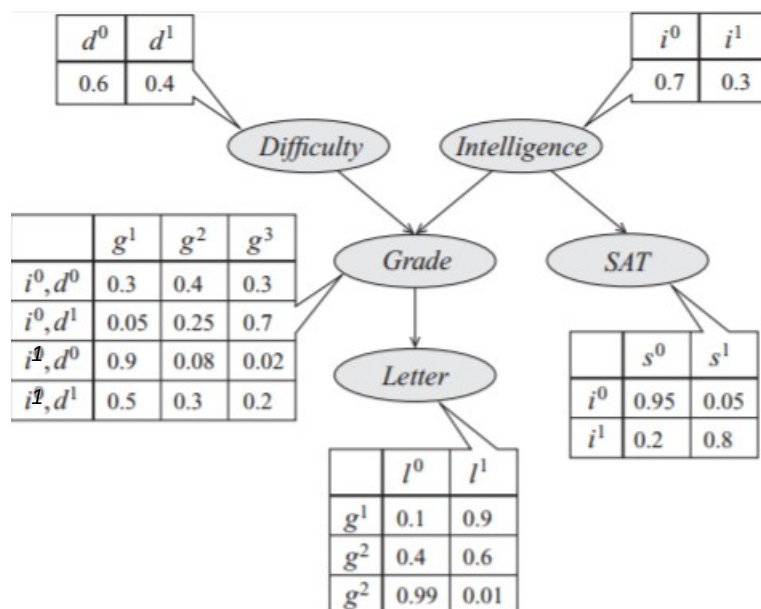 d⁰ d¹
0.6 0.4
i⁰ i¹
0.7 0.3
Difficulty
Intelligence
g¹ g² g³
i⁰,d⁰ 0.3 0.4 0.3
i⁰,d¹ 0.05 0.25 0.7
i¹,d⁰ 0.9 0.08 0.02
i¹,d¹ 0.5 0.3 0.2
Grade
SAT
Letter
s⁰ s¹
i⁰ 0.95 0.05
i¹ 0.2 0.8
l⁰ l¹
g¹ 0.1 0.9
g² 0.4 0.6
g² 0.99 0.01